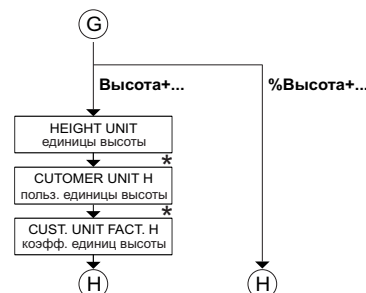 G
Высота+...
%Высота+...
HEIGHT UNIT
единицы высоты
*
CUTOMER UNIT H
польз. единицы высоты
*
CUST. UNIT FACT. H
коэфф. единиц высоты
H
H